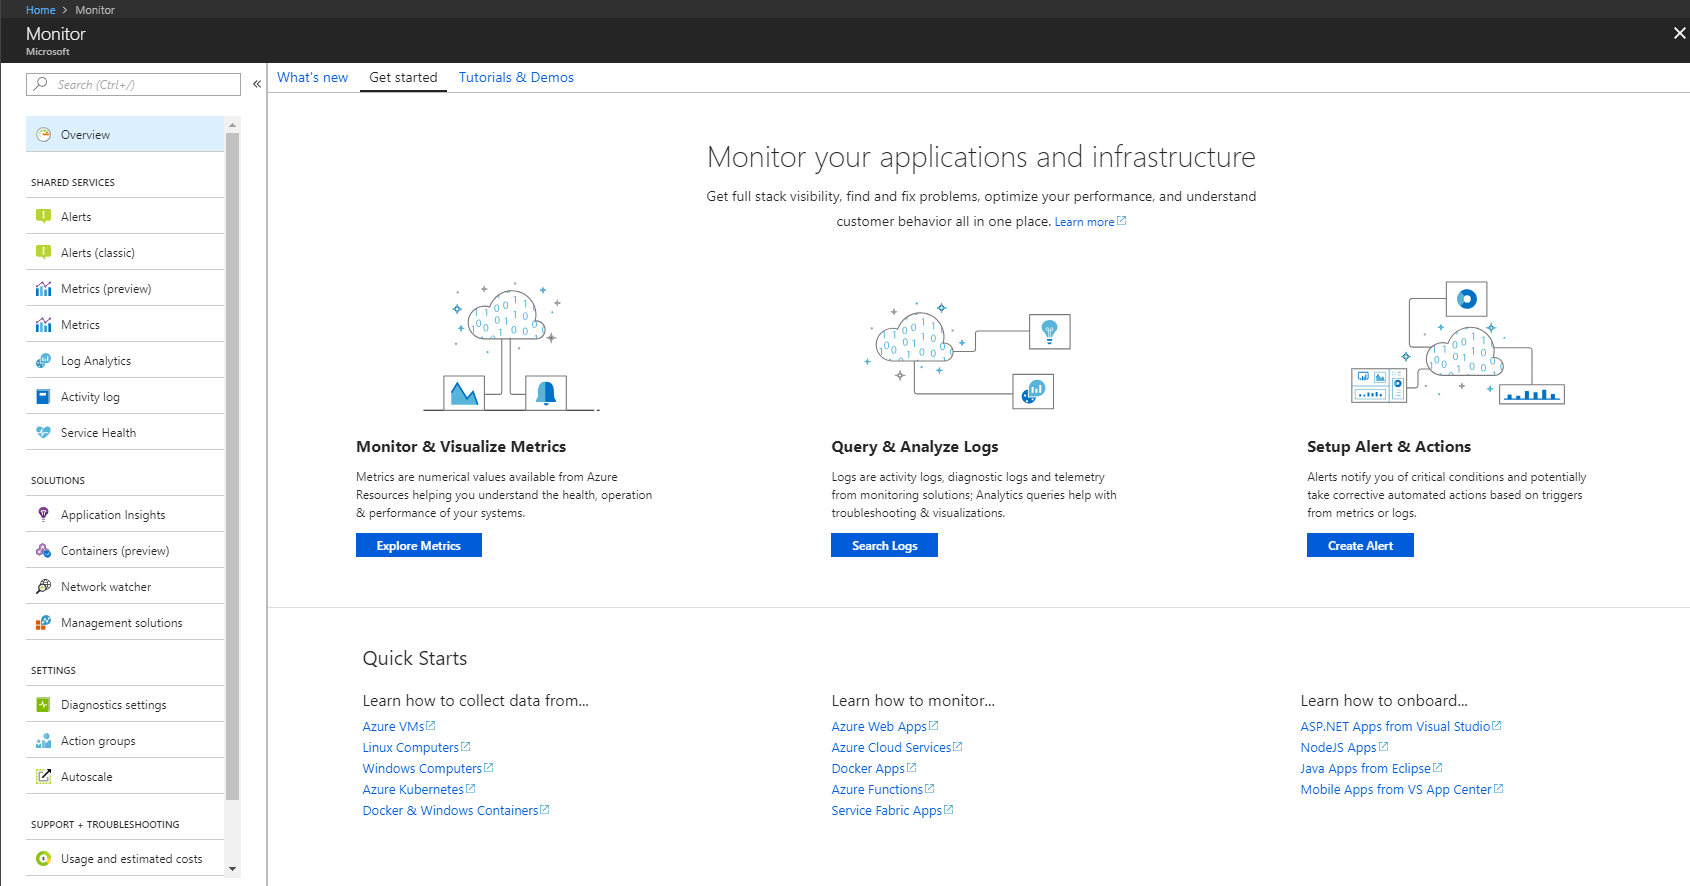 Home > Monitor
Monitor
Microsoft
Search (Ctrl+/)
«
Overview
SHARED SERVICES
Alerts
Alerts (classic)
Metrics (preview)
Metrics
Log Analytics
Activity log
Service Health
SOLUTIONS
Application Insights
Containers (preview)
Network watcher
Management solutions
SETTINGS
Diagnostics settings
Action groups
Autoscale
SUPPORT + TROUBLESHOOTING
Usage and estimated costs
What's new Get started Tutorials & Demos
Monitor your applications and infrastructure
Get full stack visibility, find and fix problems, optimize your performance, and understand
customer behavior all in one place. Learn more
Monitor & Visualize Metrics
Metrics are numerical values available from Azure
Resources helping you understand the health, operation
& performance of your systems.
Explore Metrics
Query & Analyze Logs
Logs are activity logs, diagnostic logs and telemetry
from monitoring solutions; Analytics queries help with
troubleshooting & visualizations.
Search Logs
Setup Alert & Actions
Alerts notify you of critical conditions and potentially
take corrective automated actions based on triggers
from metrics or logs.
Create Alert
Quick Starts
Learn how to collect data from...
Azure VMs
Linux Computers
Windows Computers
Azure Kubernetes
Docker & Windows Containers
Learn how to monitor...
Azure Web Apps
Azure Cloud Services
Docker Apps
Azure Functions
Service Fabric Apps
Learn how to onboard...
ASP.NET Apps from Visual Studio
NodeJS Apps
Java Apps from Eclipse
Mobile Apps from VS App Center